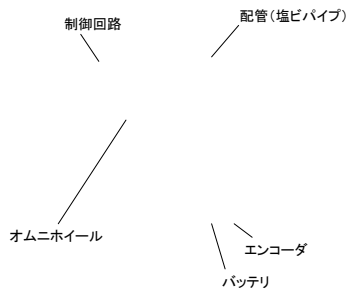 配管（塩ビパイプ）
制御回路
オムニホイール
エンコーダ
バッテリ